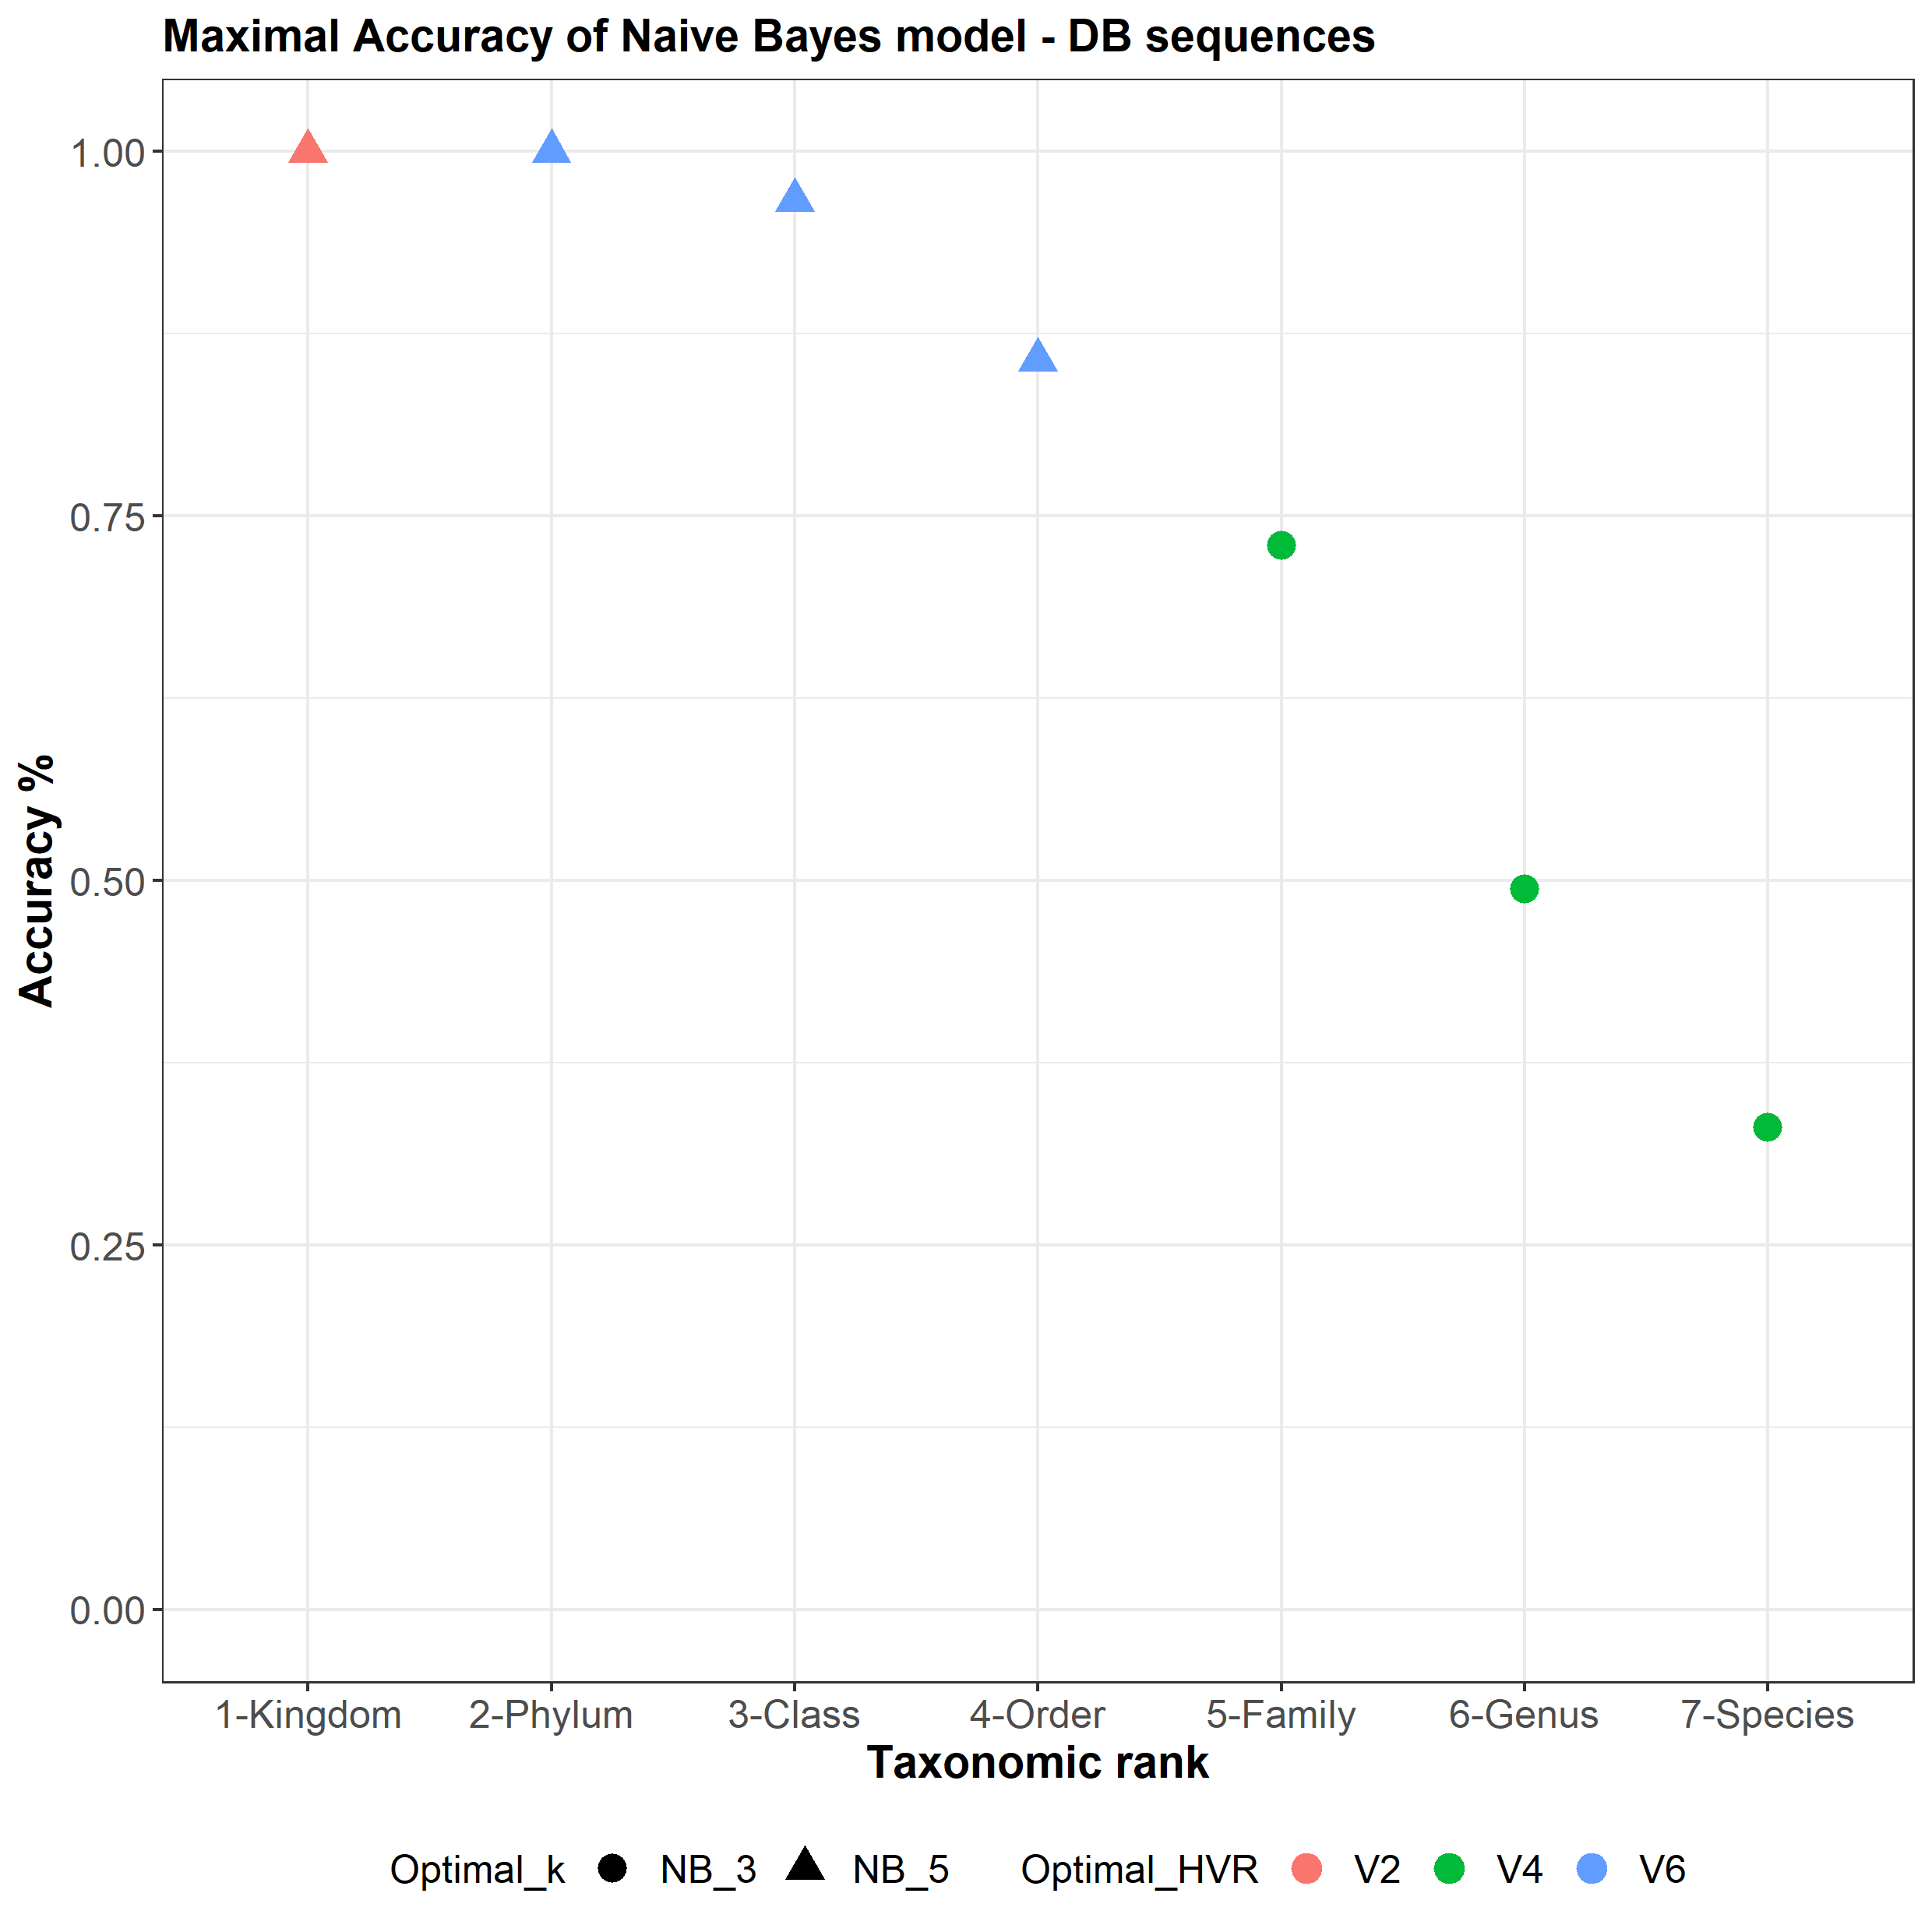 Maximal Accuracy of Naive Bayes model - DB sequences
Accuracy %
1.00
0.75
0.50
0.25
0.00
1-Kingdom 2-Phylum 3-Class 4-Order 5-Family 6-Genus 7-Species
Taxonomic rank
Optimal_k NB_3 NB_5 Optimal_HVR V2 V4 V6